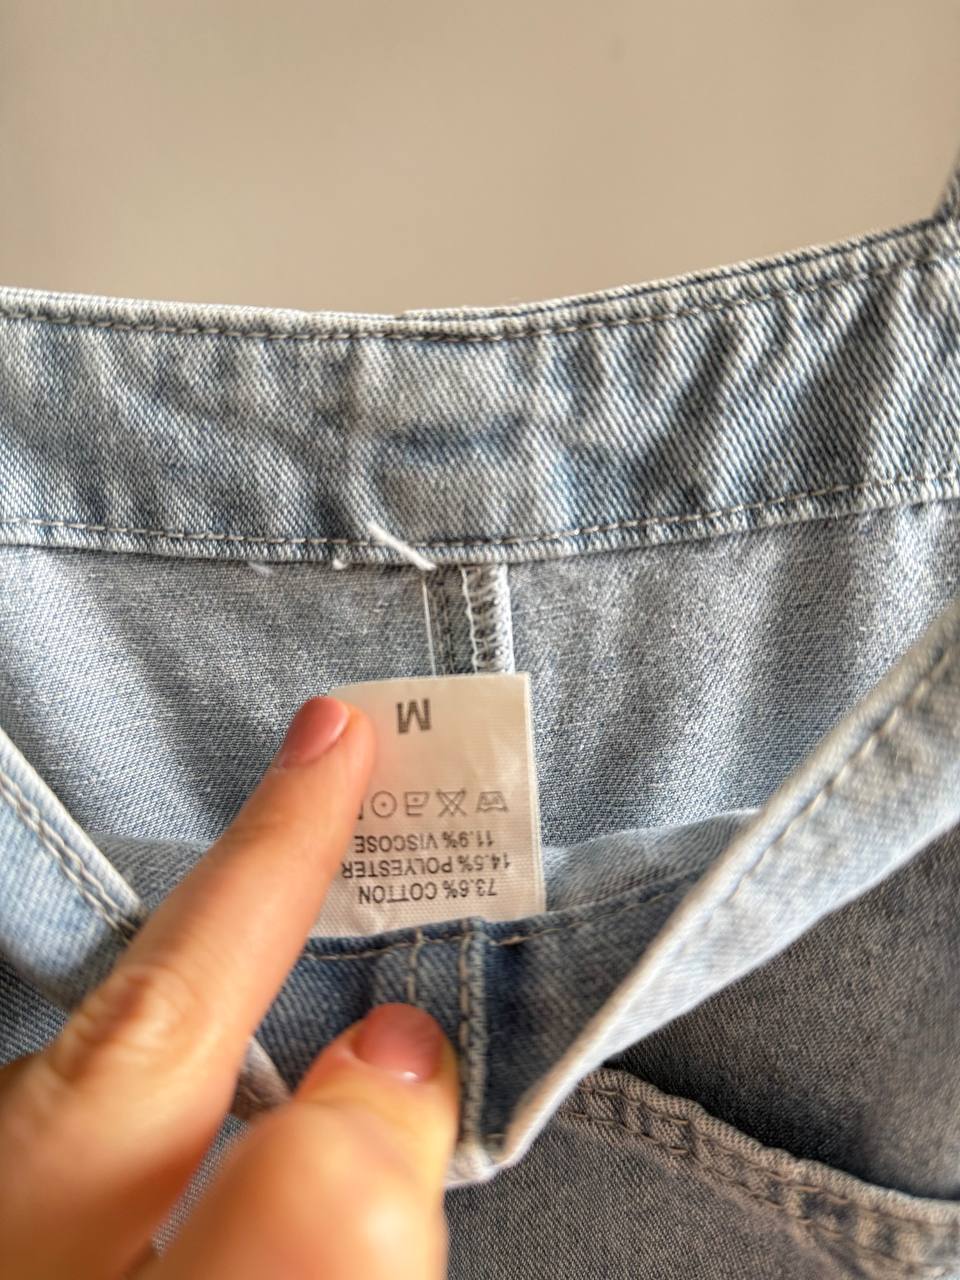 73.6% COTTON
14.5% POLYESTER
11.9% VISCOSE
M